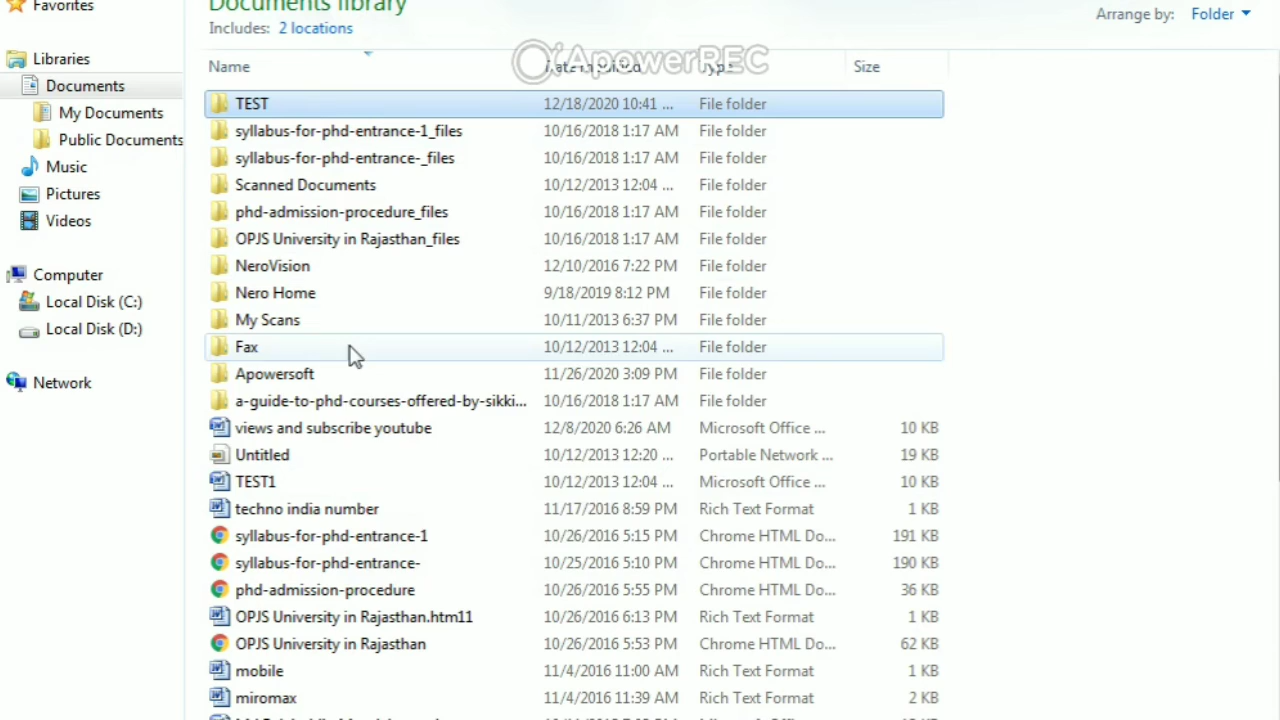 Favorites
Libraries
Documents
My Documents
Public Documents
Music
Pictures
Videos
Computer
Local Disk (C:)
Local Disk (D:)
Network
Documents library
Includes: 2 locations
Arrange by: Folder
ApowerREC
Name Date modified Type Size
TEST 12/18/2020 10:41 ... File folder
syllabus-for-phd-entrance-1_files 10/16/2018 1:17 AM File folder
syllabus-for-phd-entrance-_files 10/16/2018 1:17 AM File folder
Scanned Documents 10/12/2013 12:04 ... File folder
phd-admission-procedure_files 10/16/2018 1:17 AM File folder
OPJS University in Rajasthan_files 10/16/2018 1:17 AM File folder
NeroVision 12/10/2016 7:22 PM File folder
Nero Home 9/18/2019 8:12 PM File folder
My Scans 10/11/2013 6:37 PM File folder
Fax 10/12/2013 12:04 ... File folder
Apowersoft 11/26/2020 3:09 PM File folder
a-guide-to-phd-courses-offered-by-sikki... 10/16/2018 1:17 AM File folder
views and subscribe youtube 12/8/2020 6:26 AM Microsoft Office ... 10 KB
Untitled 10/12/2013 12:20 ... Portable Network ... 19 KB
TEST1 10/12/2013 12:04 ... Microsoft Office ... 10 KB
techno india number 11/17/2016 8:59 PM Rich Text Format 1 KB
syllabus-for-phd-entrance-1 10/26/2016 5:15 PM Chrome HTML Do... 191 KB
syllabus-for-phd-entrance- 10/25/2016 5:10 PM Chrome HTML Do... 190 KB
phd-admission-procedure 10/26/2016 5:55 PM Chrome HTML Do... 36 KB
OPJS University in Rajasthan.htm11 10/26/2016 6:13 PM Rich Text Format 1 KB
OPJS University in Rajasthan 10/26/2016 5:53 PM Chrome HTML Do... 62 KB
mobile 11/4/2016 11:00 AM Rich Text Format 1 KB
miromax 11/4/2016 11:39 AM Rich Text Format 2 KB